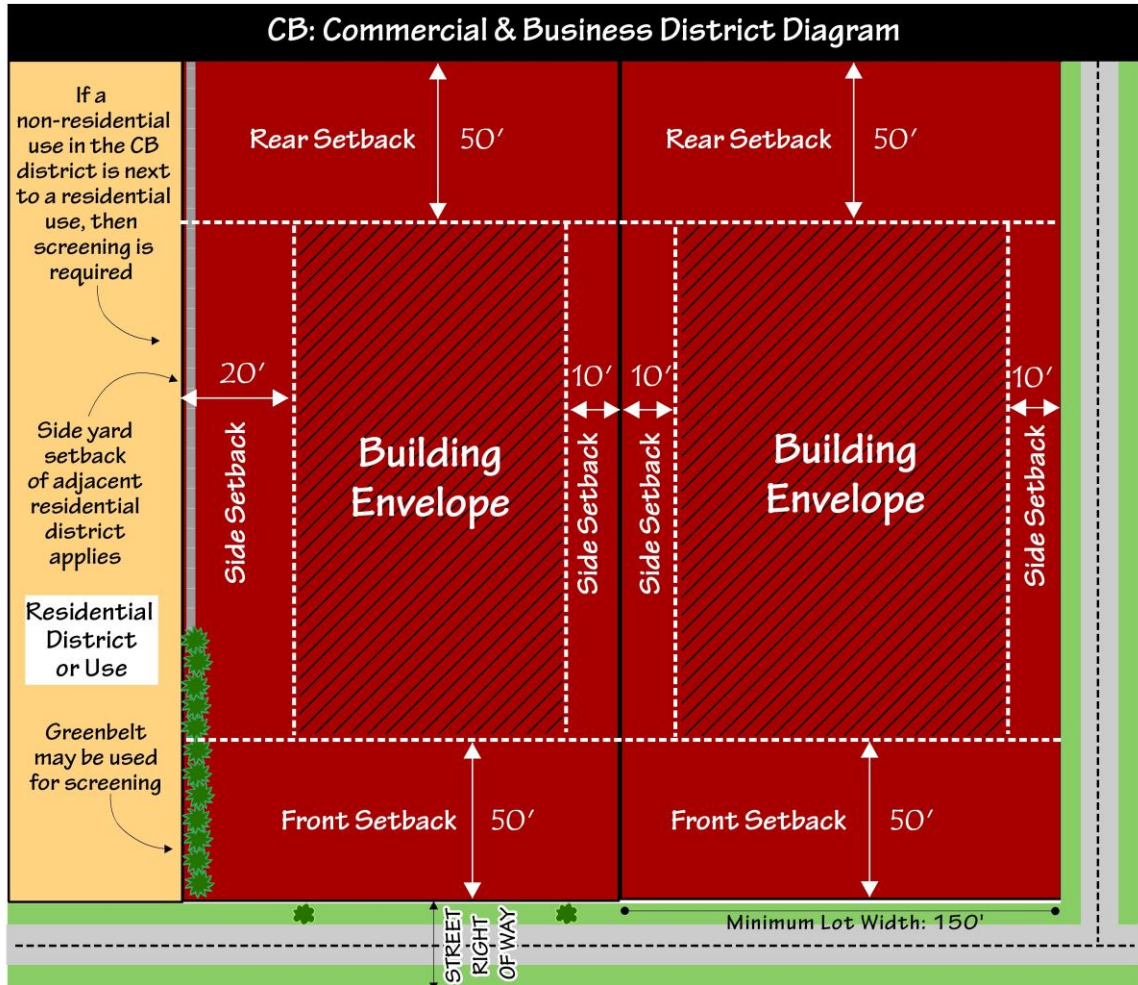 CB: Commercial & Business District Diagram
If a
non-residential
use in the CB
district is next
to a residential
use, then
screening is
required
Side yard
setback
of adjacent
residential
district
applies
Residential
District
or Use
Greenbelt
may be used
for screening
Rear Setback 50'
Rear Setback 50'
20'
Side Setback
Building
Envelope
10'
Side Setback
10'
Side Setback
Building
Envelope
10'
Side Setback
Front Setback 50'
Front Setback 50'
STREET
RIGHT
OF WAY
Minimum Lot Width: 150'